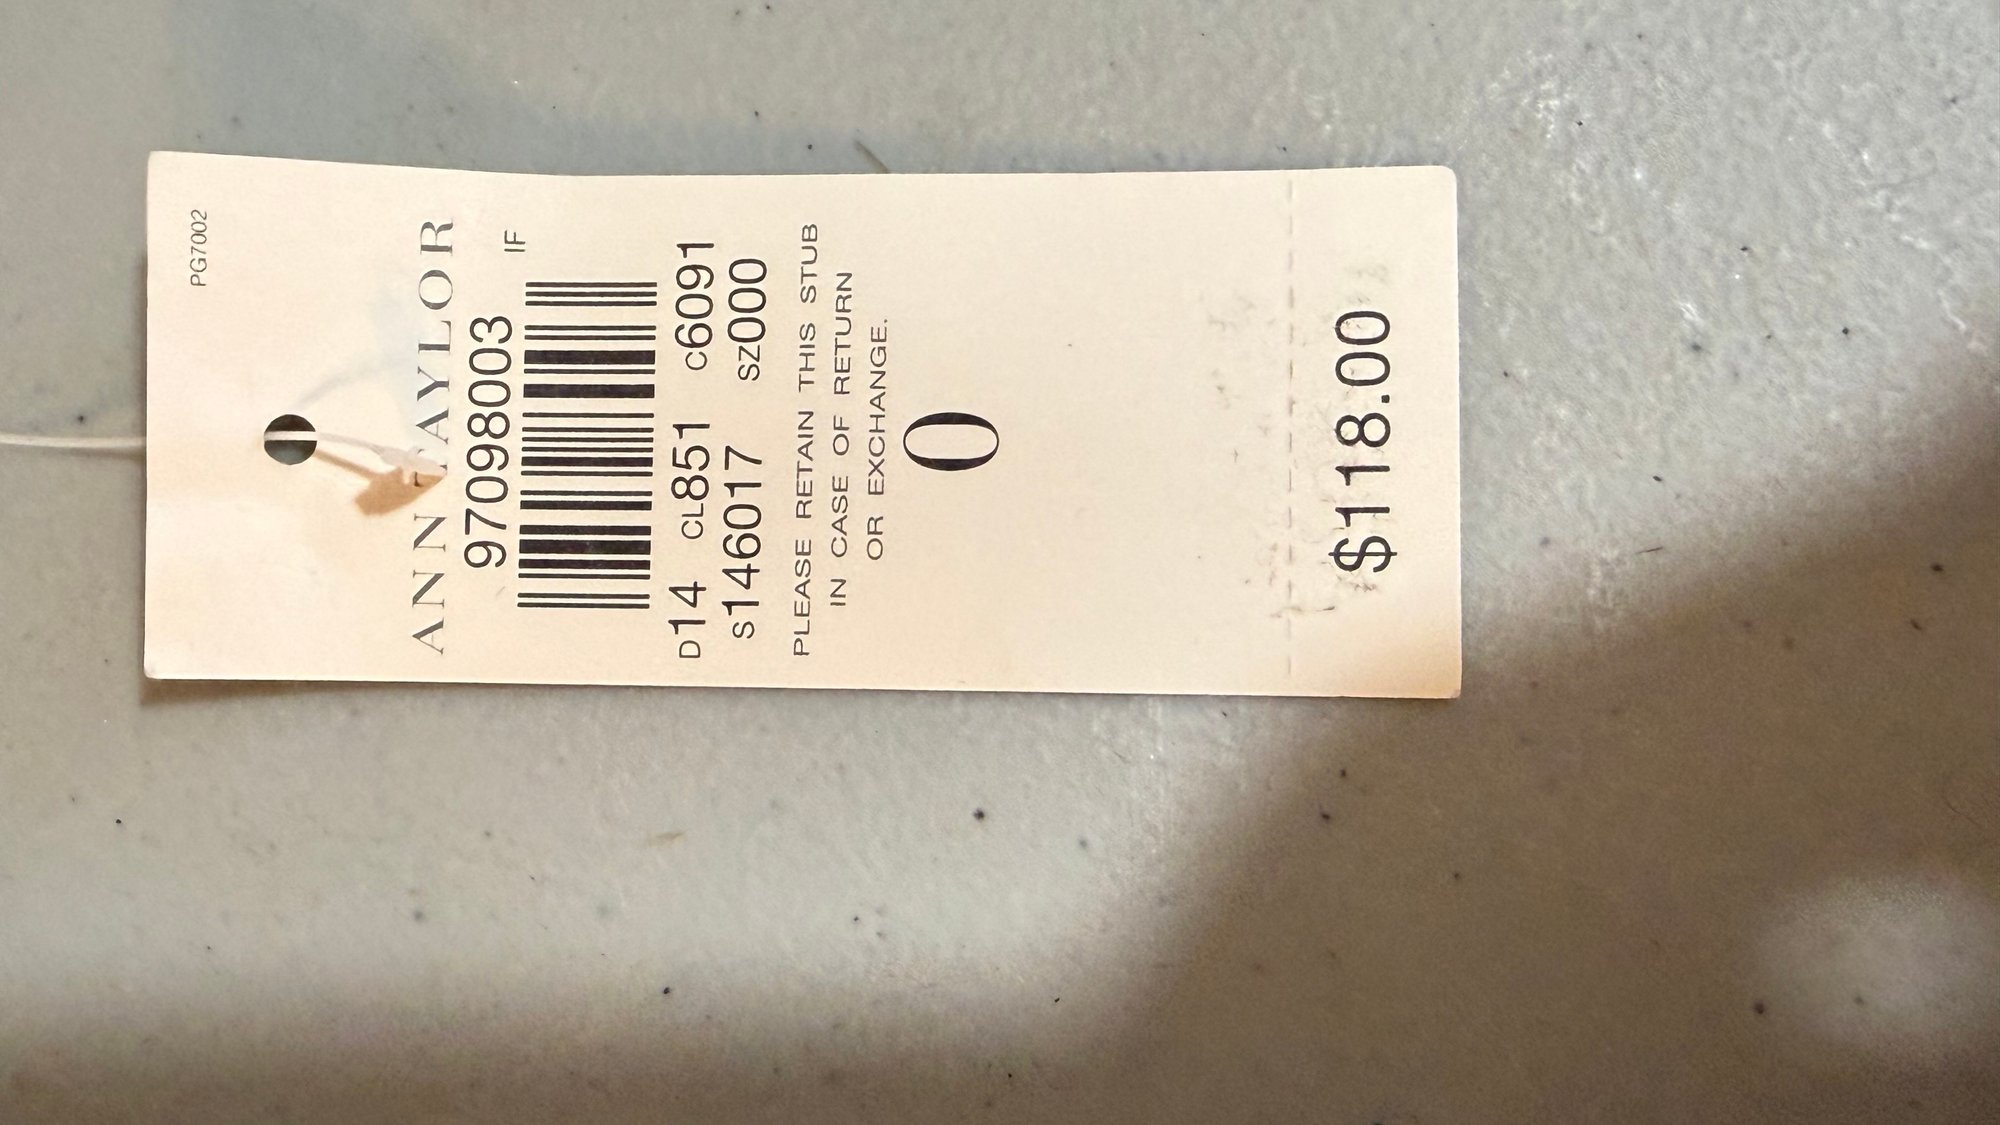 PG7002
ANN TAYLOR
97098003
IF
D14 CL851 C6091
S146017 SZ000
PLEASE RETAIN THIS STUB
IN CASE OF RETURN
OR EXCHANGE.
0
$118.00